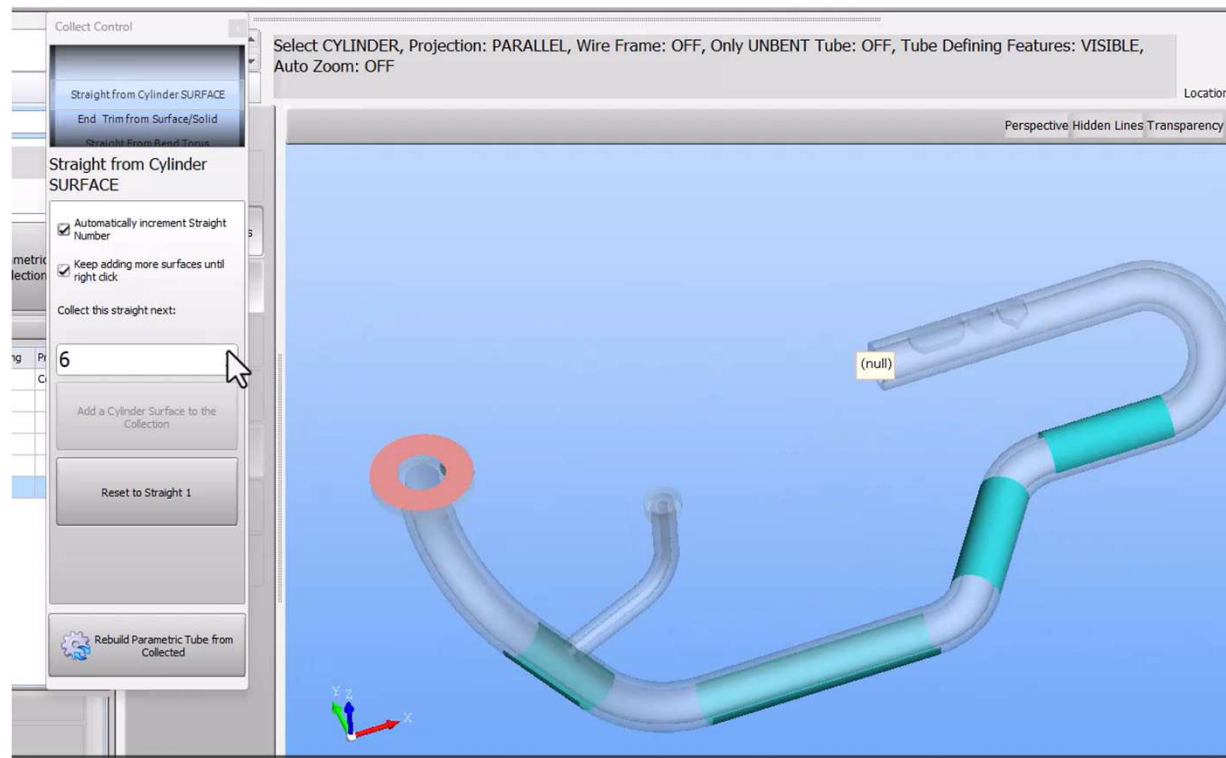 Collect Control
Straight from Cylinder SURFACE
End Trim from Surface/Solid
Straight From Bend Torus
Straight from Cylinder
SURFACE
Automatically increment Straight
Number
Keep adding more surfaces until
right click
Collect this straight next:
6
Add a Cylinder Surface to the
Collection
Reset to Straight 1
Rebuild Parametric Tube from
Collected
Select CYLINDER, Projection: PARALLEL, Wire Frame: OFF, Only UNBENT Tube: OFF, Tube Defining Features: VISIBLE,
Auto Zoom: OFF
Location
Perspective Hidden Lines Transparency
(null)
Y Z
X